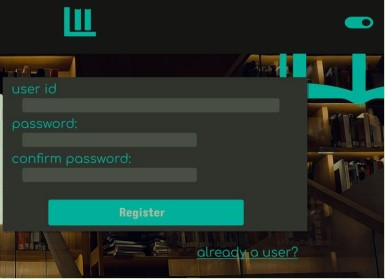 user id
password:
confirm password:
Register
already a user?